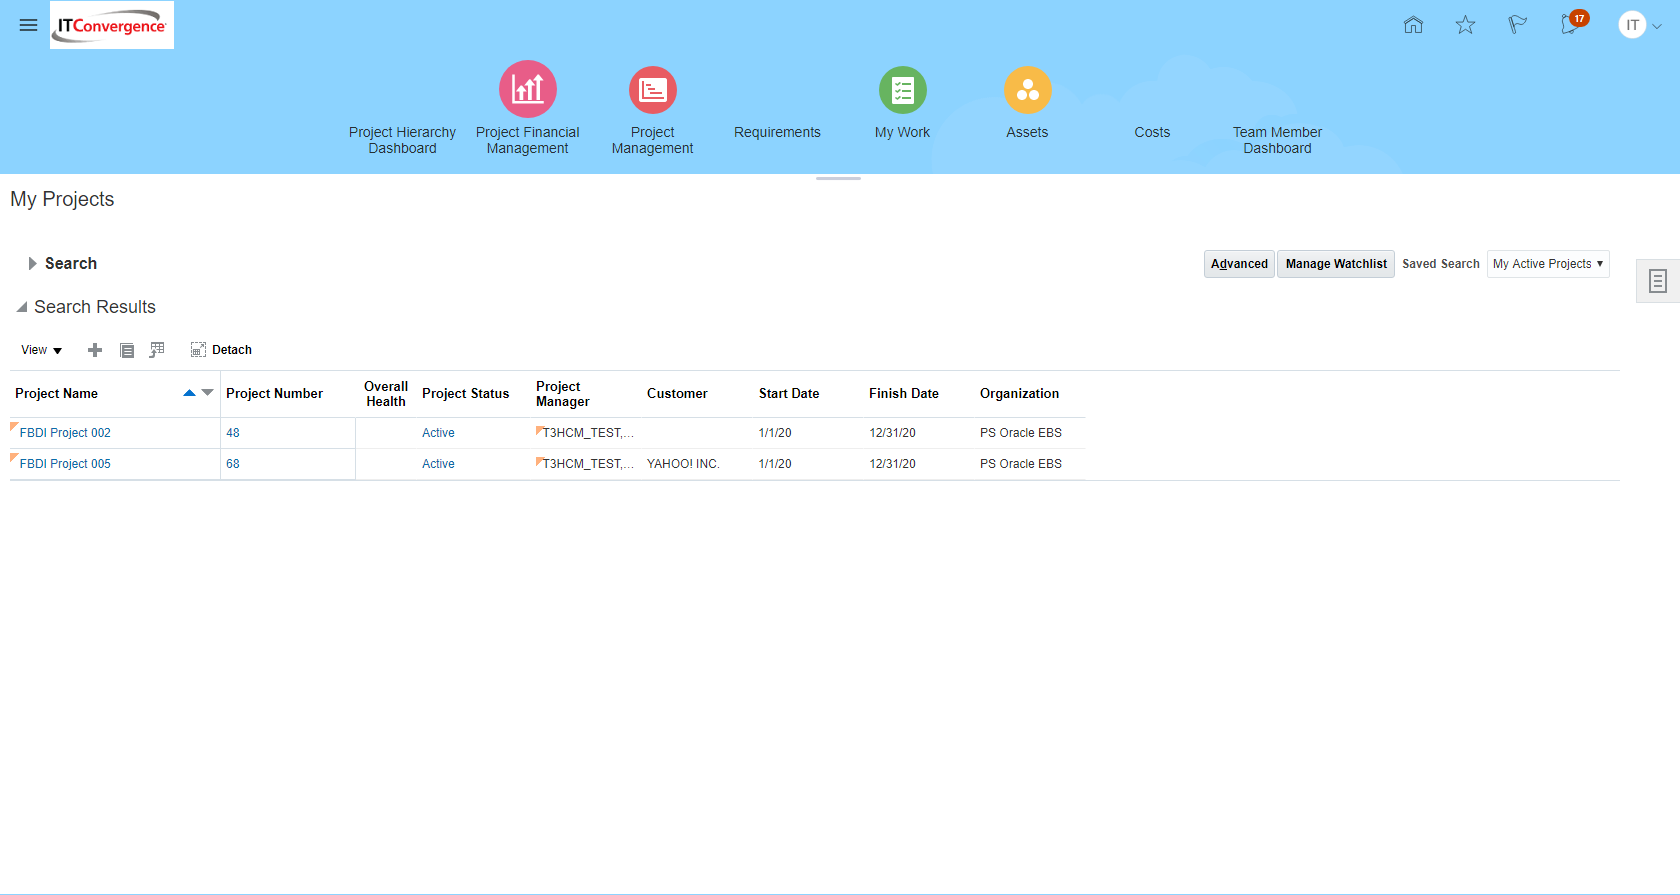 ITConvergence
17
IT
Project Hierarchy
Dashboard
Project Financial
Management
Project
Management
Requirements
My Work
Assets
Costs
Team Member
Dashboard
My Projects
Search
Advanced
Manage Watchlist
Saved Search
My Active Projects
Search Results
View
Detach
Project Name
Project Number
Overall
Health
Project Status
Project
Manager
Customer
Start Date
Finish Date
Organization
FBDI Project 002 48 Active T3HCM_TEST,... 1/1/20 12/31/20 PS Oracle EBS
FBDI Project 005 68 Active T3HCM_TEST,... YAHOO! INC. 1/1/20 12/31/20 PS Oracle EBS